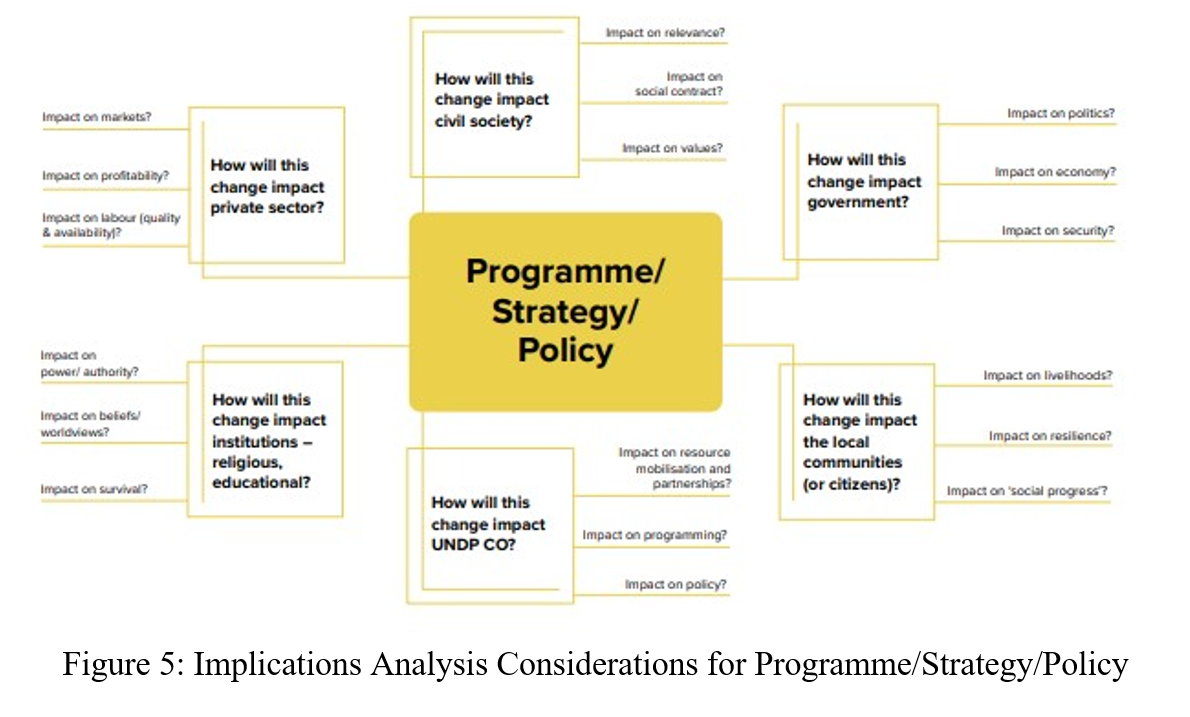 Impact on relevance?
How will this
change impact
civil society?
Impact on
social contract?
Impact on values?
Impact on markets?
Impact on profitability?
Impact on labour (quality
& availability)?
How will this
change impact
private sector?
How will this
change impact
government?
Impact on politics?
Impact on economy?
Impact on security?
Programme/
Strategy/
Policy
Impact on
power/ authority?
Impact on beliefs/
worldviews?
Impact on survival?
How will this
change impact
institutions –
religious,
educational?
How will this
change impact
UNDP CO?
Impact on resource
mobilisation and
partnerships?
Impact on programming?
Impact on policy?
How will this
change impact
the local
communities
(or citizens)?
Impact on livelihoods?
Impact on resilience?
Impact on 'social progress'?
Figure 5: Implications Analysis Considerations for Programme/Strategy/Policy